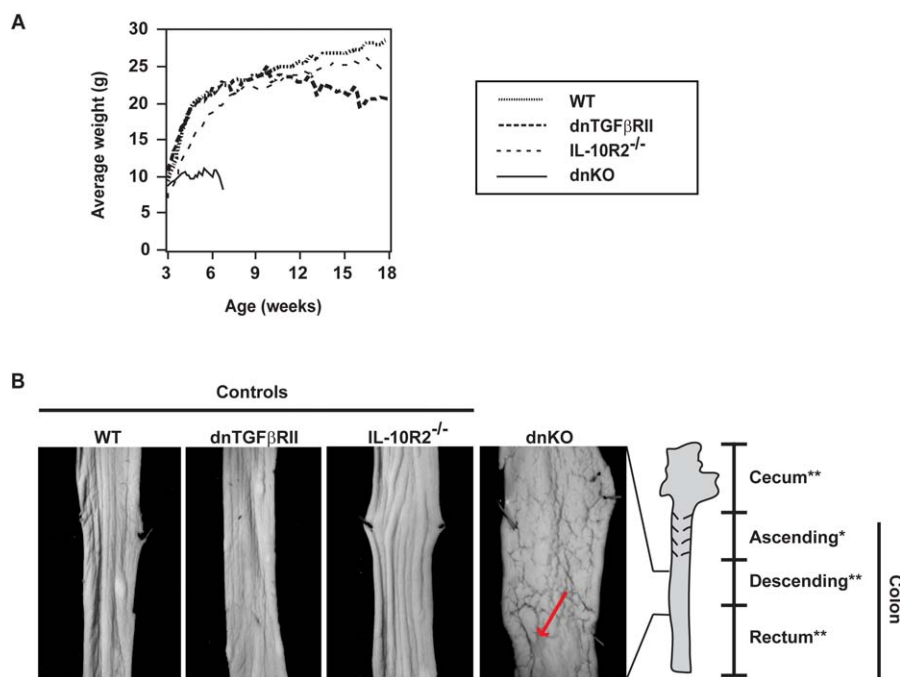 A
Average weight (g)
30
25
20
15
10
5
0
3 6 9 12 15 18
Age (weeks)
WT
dnTGFβRII
IL-10R2-/-
dnKO
B
Controls
WT dnTGFβRII IL-10R2-/- dnKO
Cecum**
Ascending*
Descending**
Rectum**
Colon